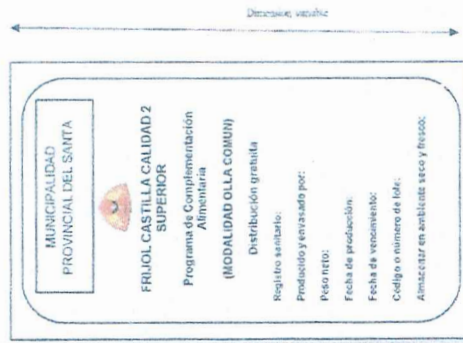 Dimensión variable
MUNICIPALIDAD
PROVINCIAL DEL SANTA
FRIJOL CASTILLA CALIDAD 2
SUPERIOR
Programa de Complementación
Alimentaria
(MODALIDAD OLLA COMUN)
Distribución gratuita
Registro sanitario:
Producido y envasado por:
Peso neto:
Fecha de producción:
Fecha de vencimiento:
Código o número de lote:
Almacenar en ambiente seco y fresco: